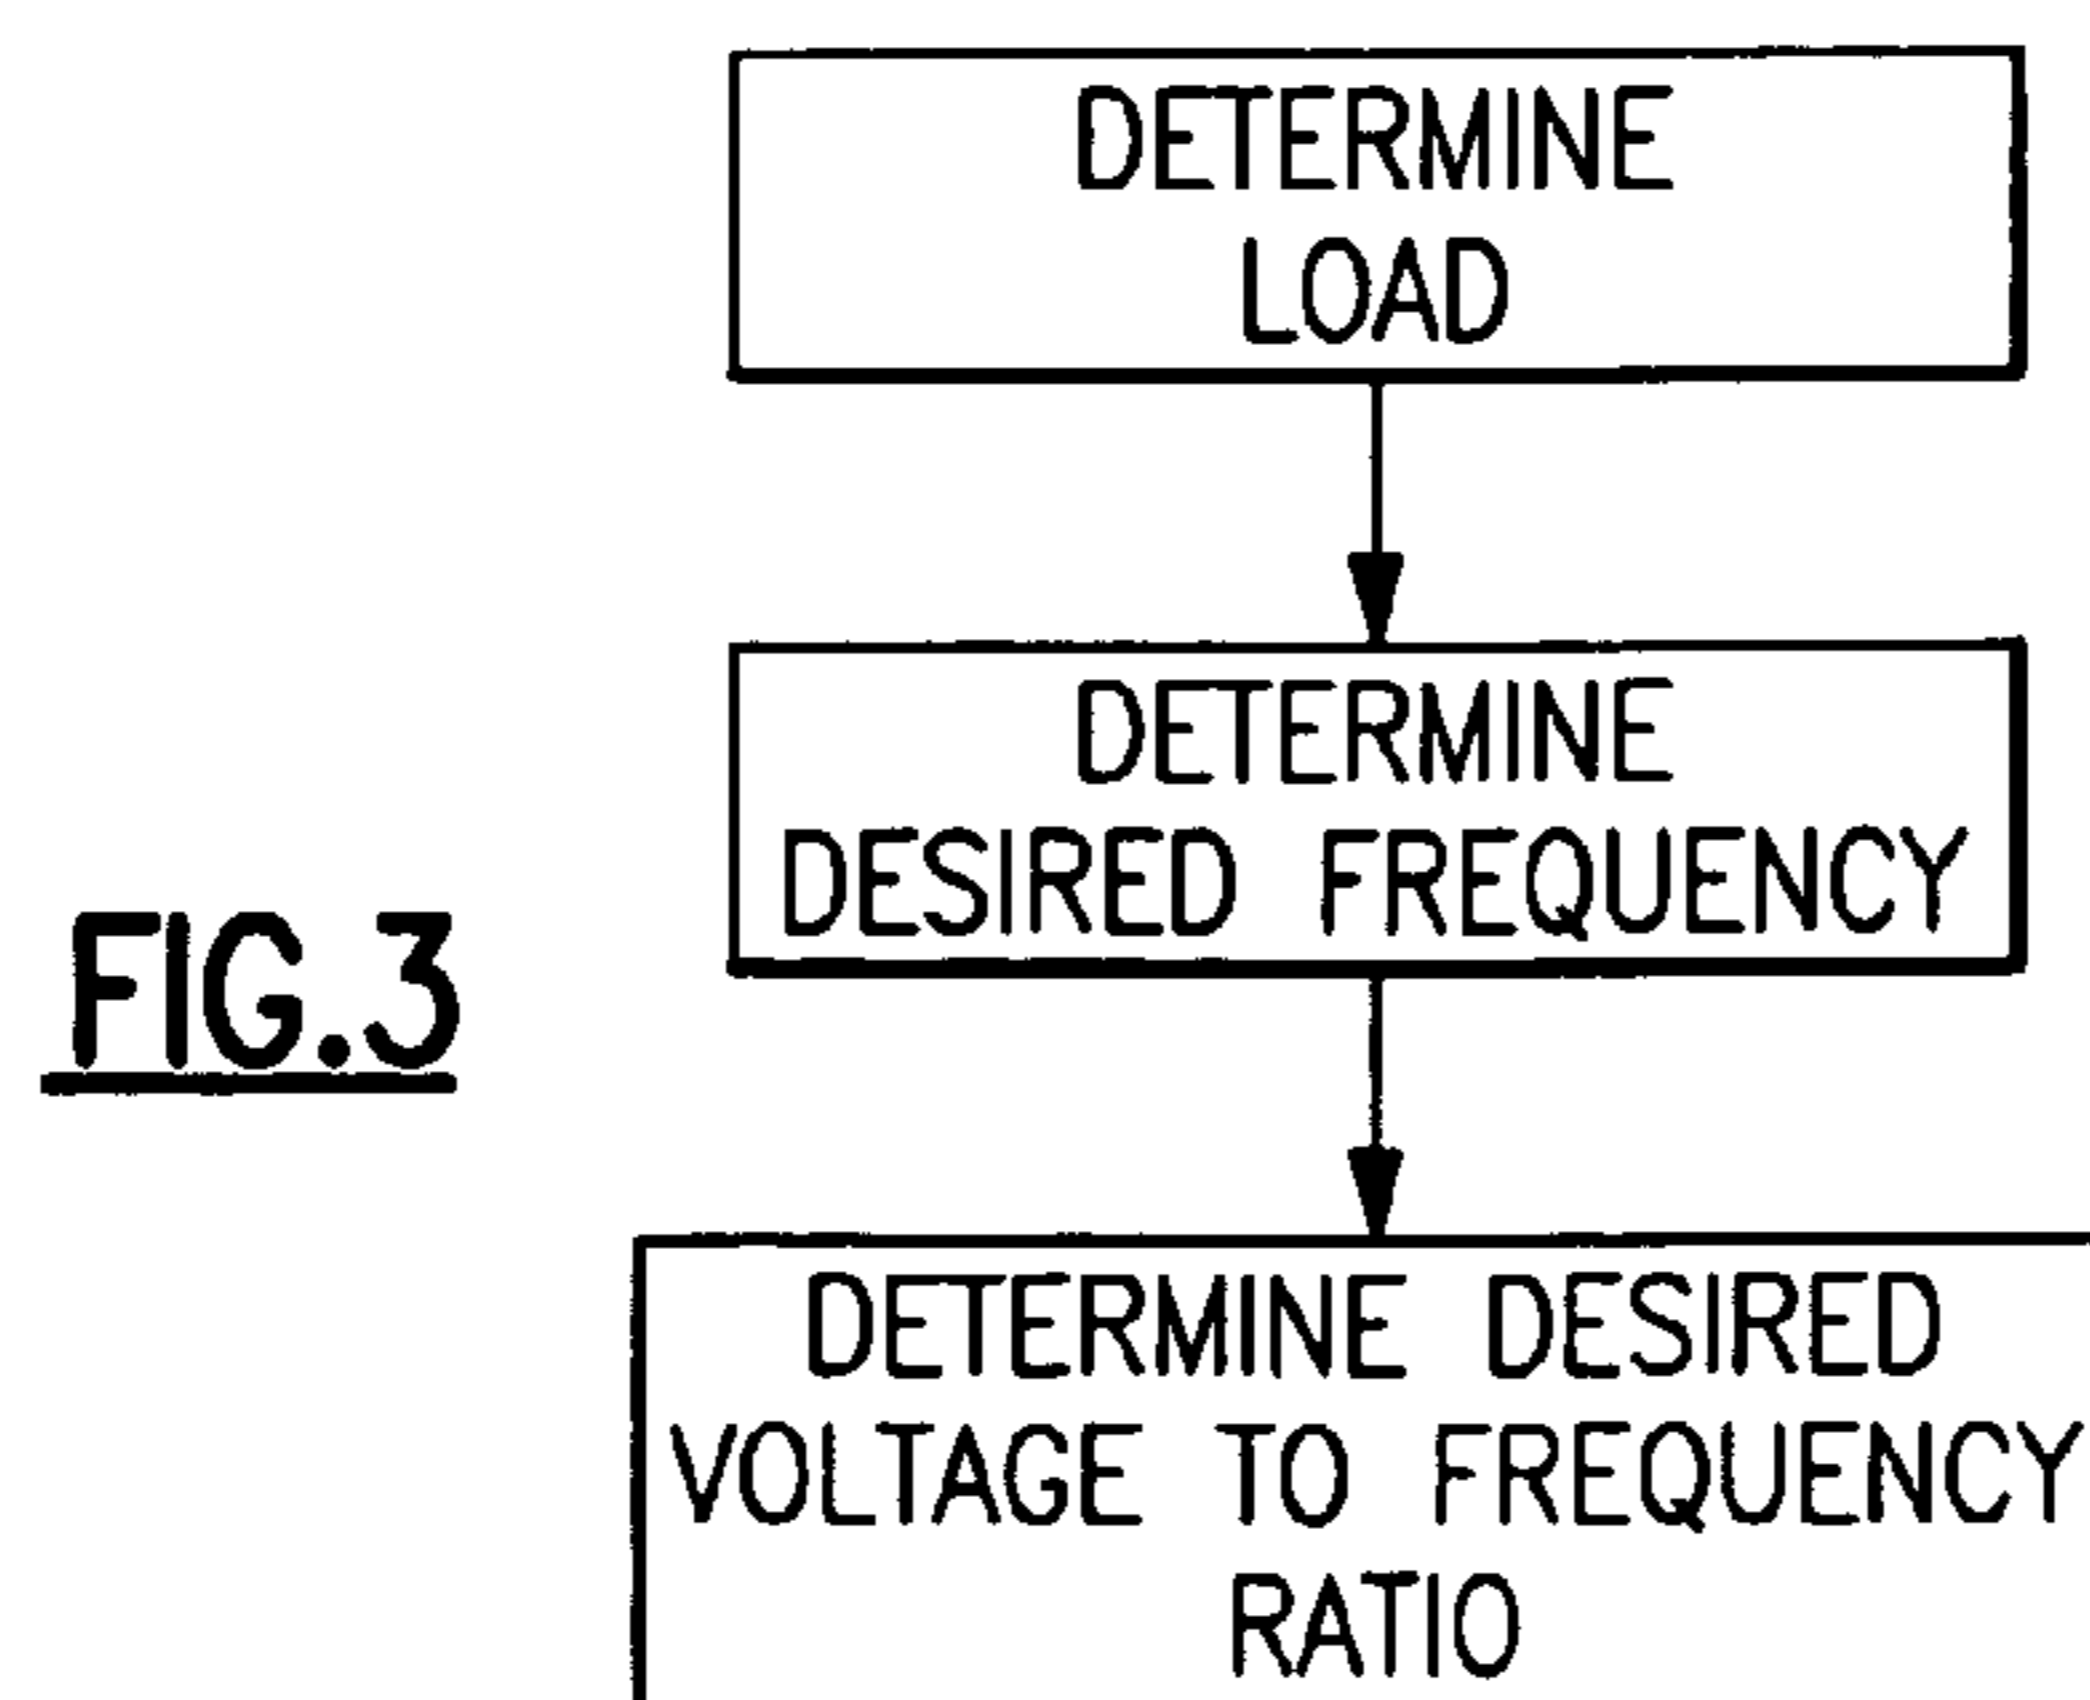 DETERMINE
LOAD
DETERMINE
DESIRED FREQUENCY
FIG.3
DETERMINE DESIRED
VOLTAGE TO FREQUENCY
RATIO